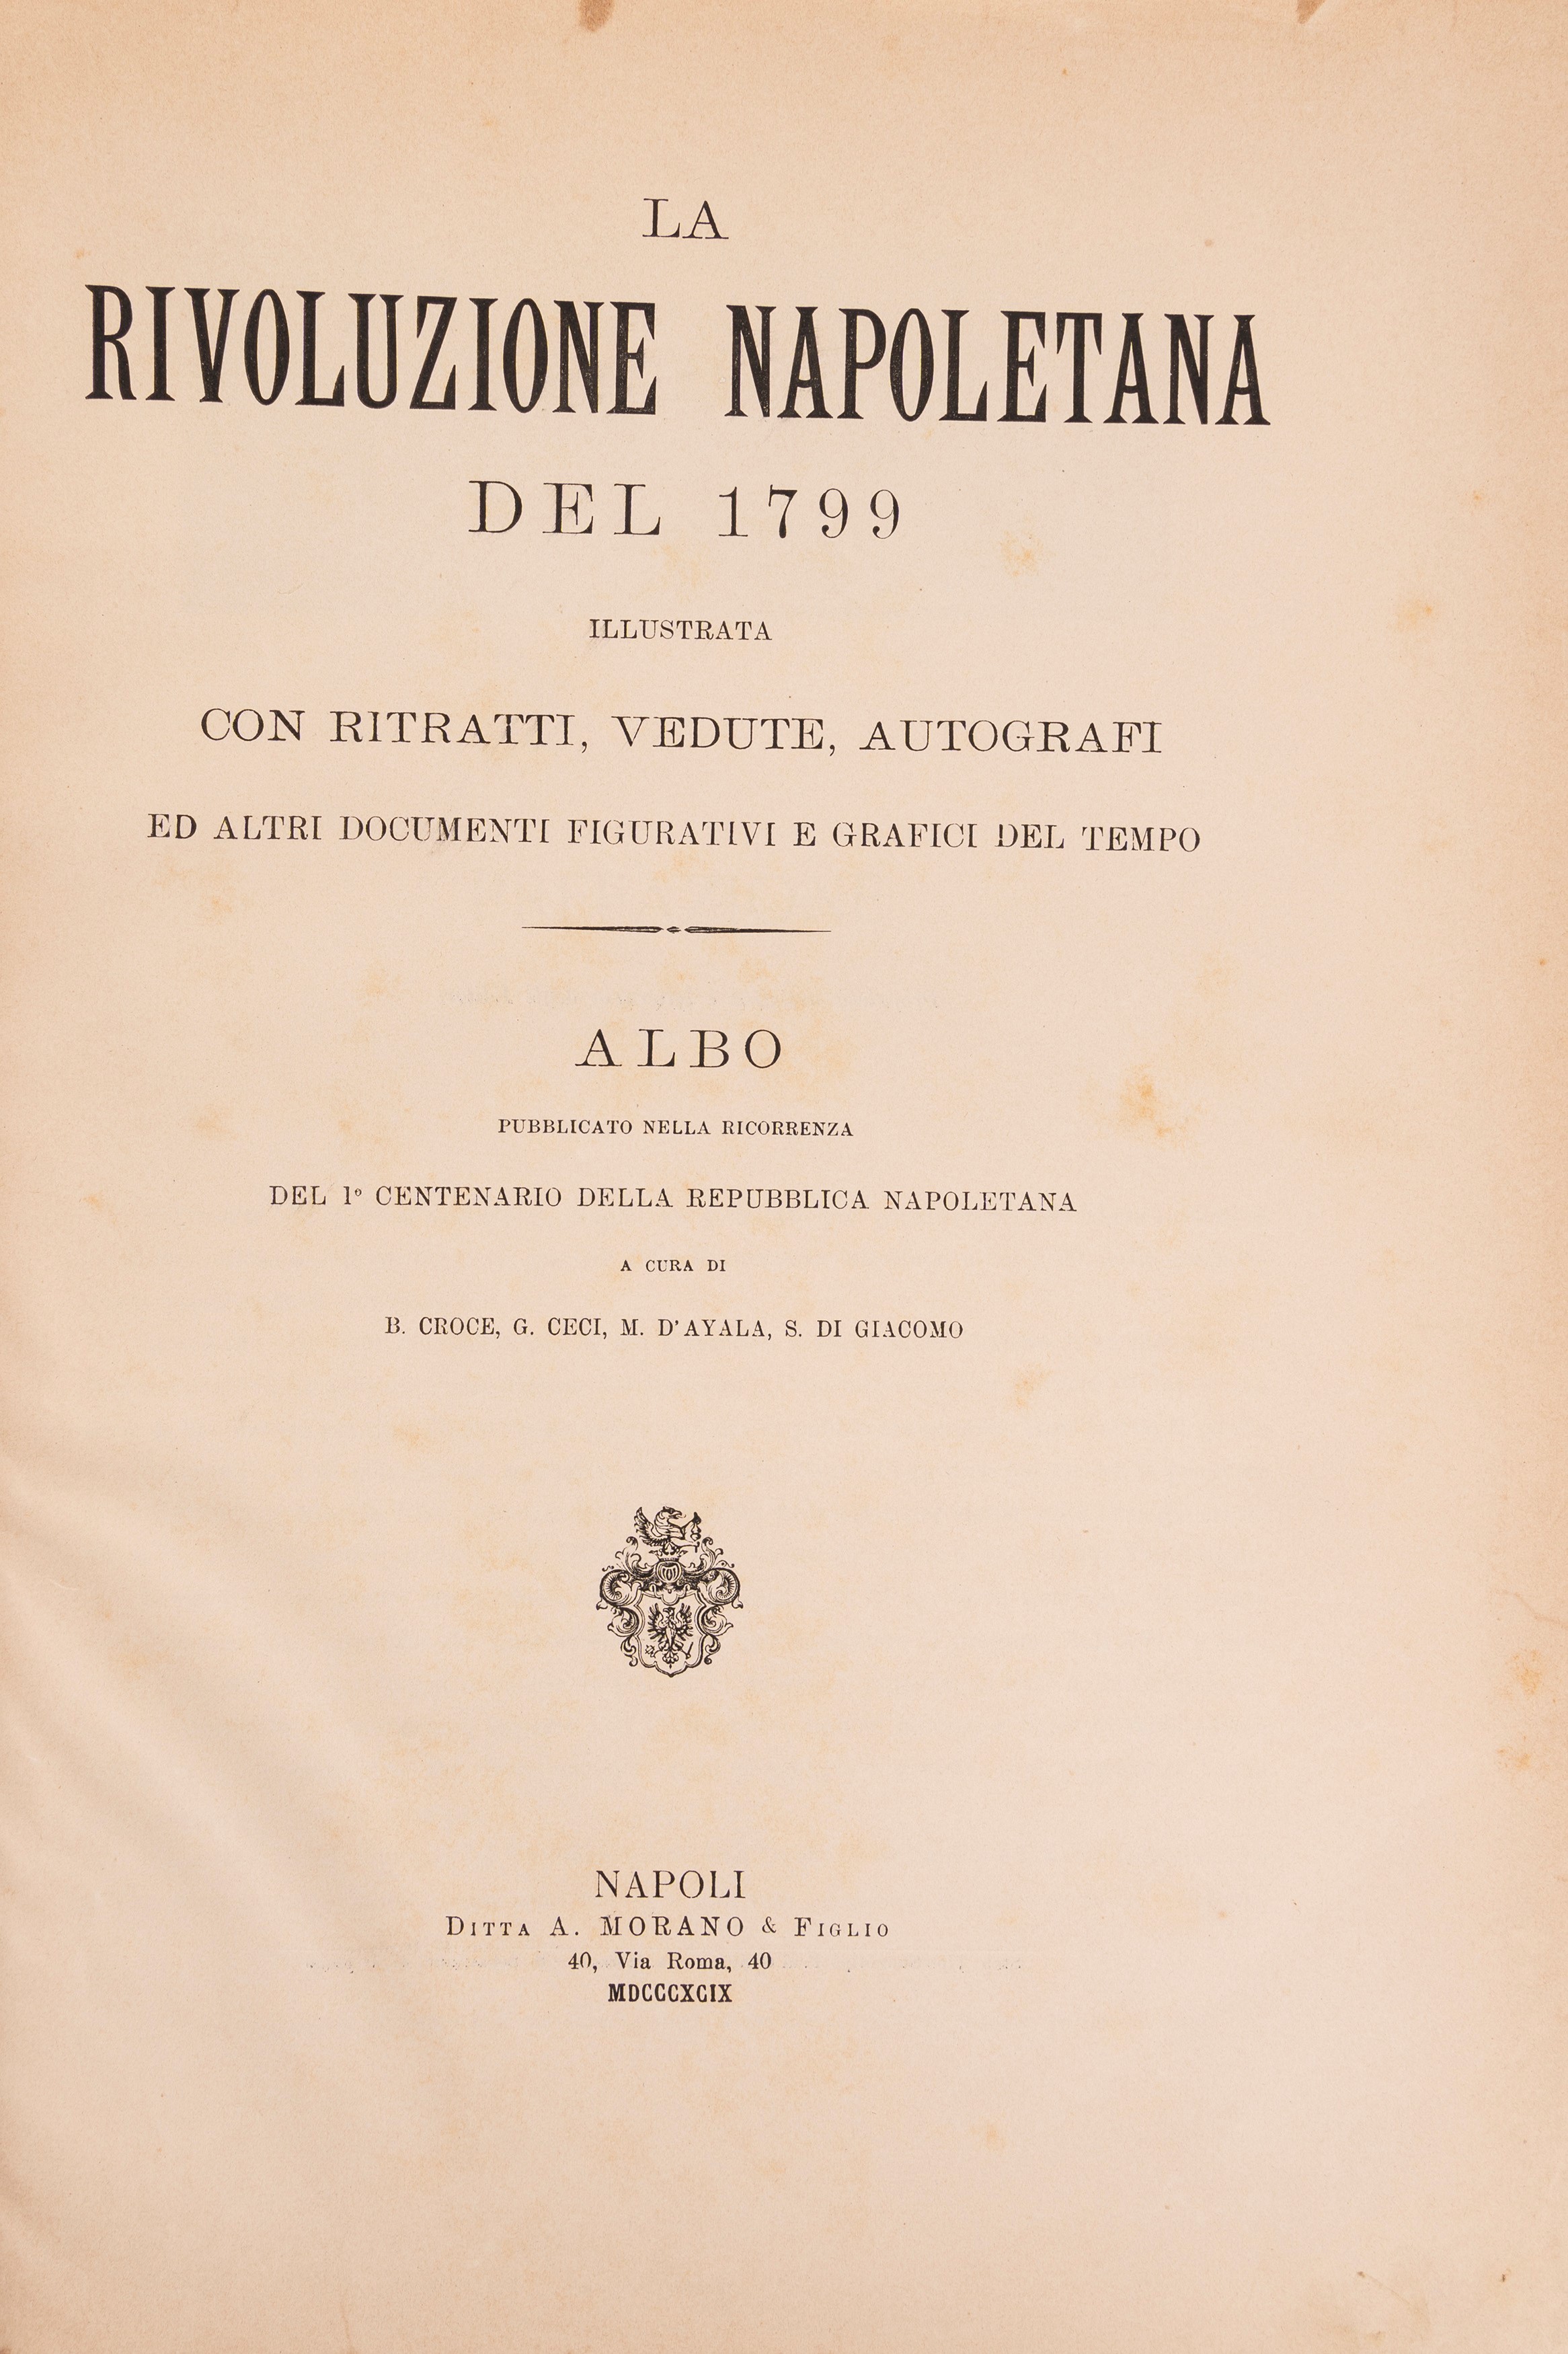 LA
RIVOLUZIONE NAPOLETANA
DEL 1799
ILLUSTRATA
CON RITRATTI, VEDUTE, AUTOGRAFI
ED ALTRI DOCUMENTI FIGURATIVI E GRAFICI DEL TEMPO
ALBO
PUBBLICATO NELLA RICORRENZA
DEL 1º CENTENARIO DELLA REPUBBLICA NAPOLETANA
A CURA DI
B. CROCE, G. CECI, M. D'AYALA, S. DI GIACOMO
NAPOLI
DITTA A. MORANO & FIGLIO
40, Via Roma, 40
MDCCCXCIX